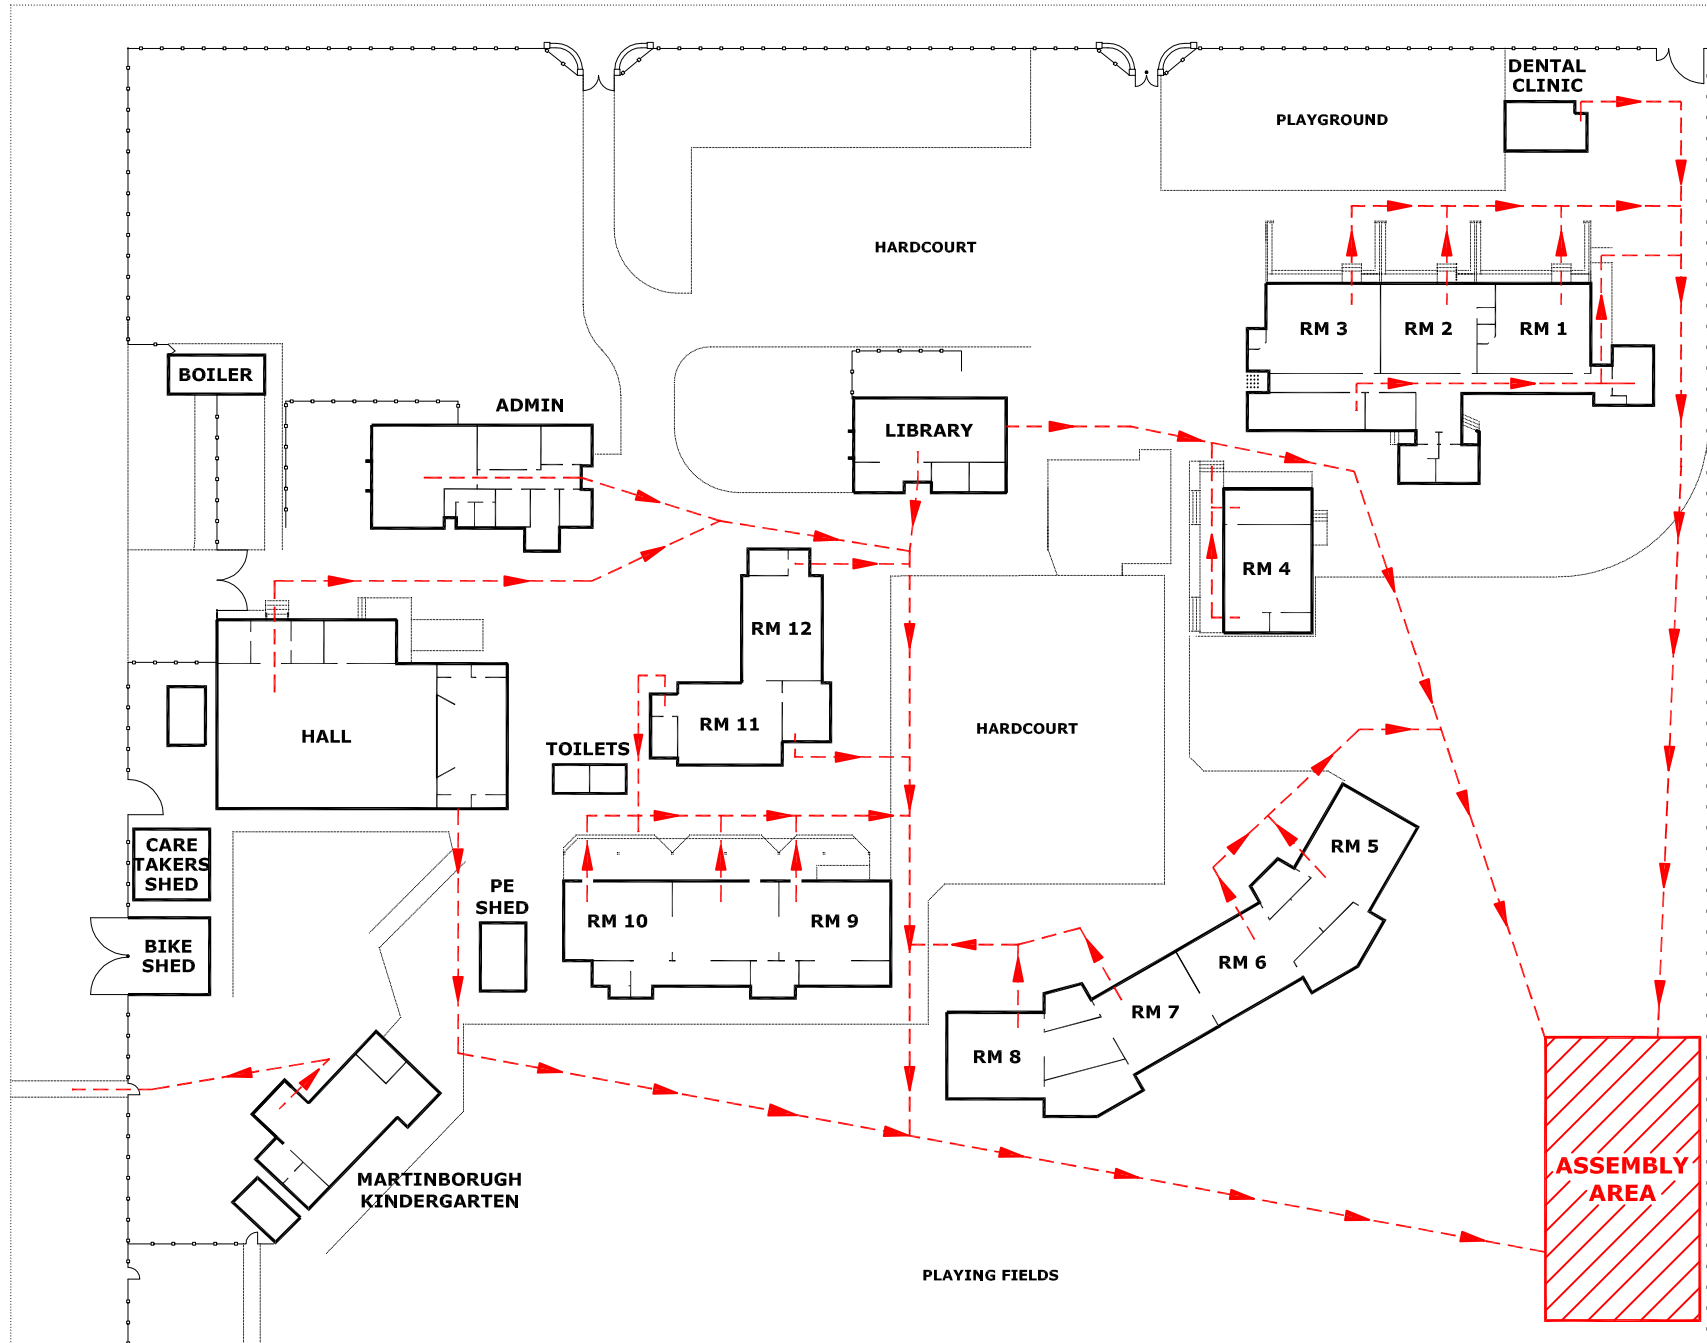 DENTAL
CLINIC
PLAYGROUND
HARDCOURT
RM 3
RM 2
RM 1
BOILER
ADMIN
LIBRARY
RM 4
RM 12
RM 11
HALL
TOILETS
HARDCOURT
CARE
TAKERS
SHED
PE
SHED
RM 10
RM 9
RM 5
BIKE
SHED
RM 6
RM 7
RM 8
MARTINBORUGH
KINDERGARTEN
ASSEMBLY
AREA
PLAYING FIELDS